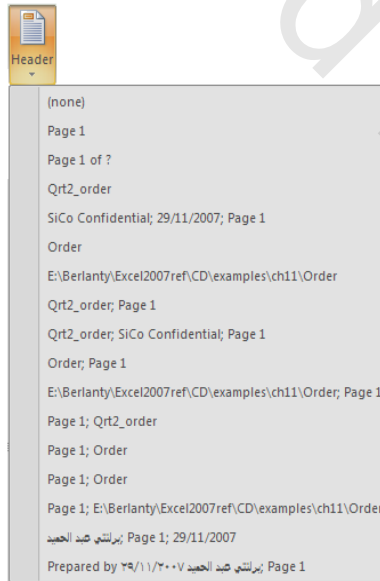 Header
(none)
Page 1
Page 1 of ?
Qrt2_order
SiCo Confidential; 29/11/2007; Page 1
Order
E:\Berlanty\Excel2007ref\CD\examples\ch11\Order
Qrt2_order; Page 1
Qrt2_order; SiCo Confidential; Page 1
Order; Page 1
E:\Berlanty\Excel2007ref\CD\examples\ch11\Order; Page 1
Page 1; Qrt2_order
Page 1; Order
Page 1; Order
Page 1; E:\Berlanty\Excel2007ref\CD\examples\ch11\Order
برلنتي عبد الحميد; Page 1; 29/11/2007
Prepared by برلنتي عبد الحميد ٢٩/١١/٢٠٠٧; Page 1